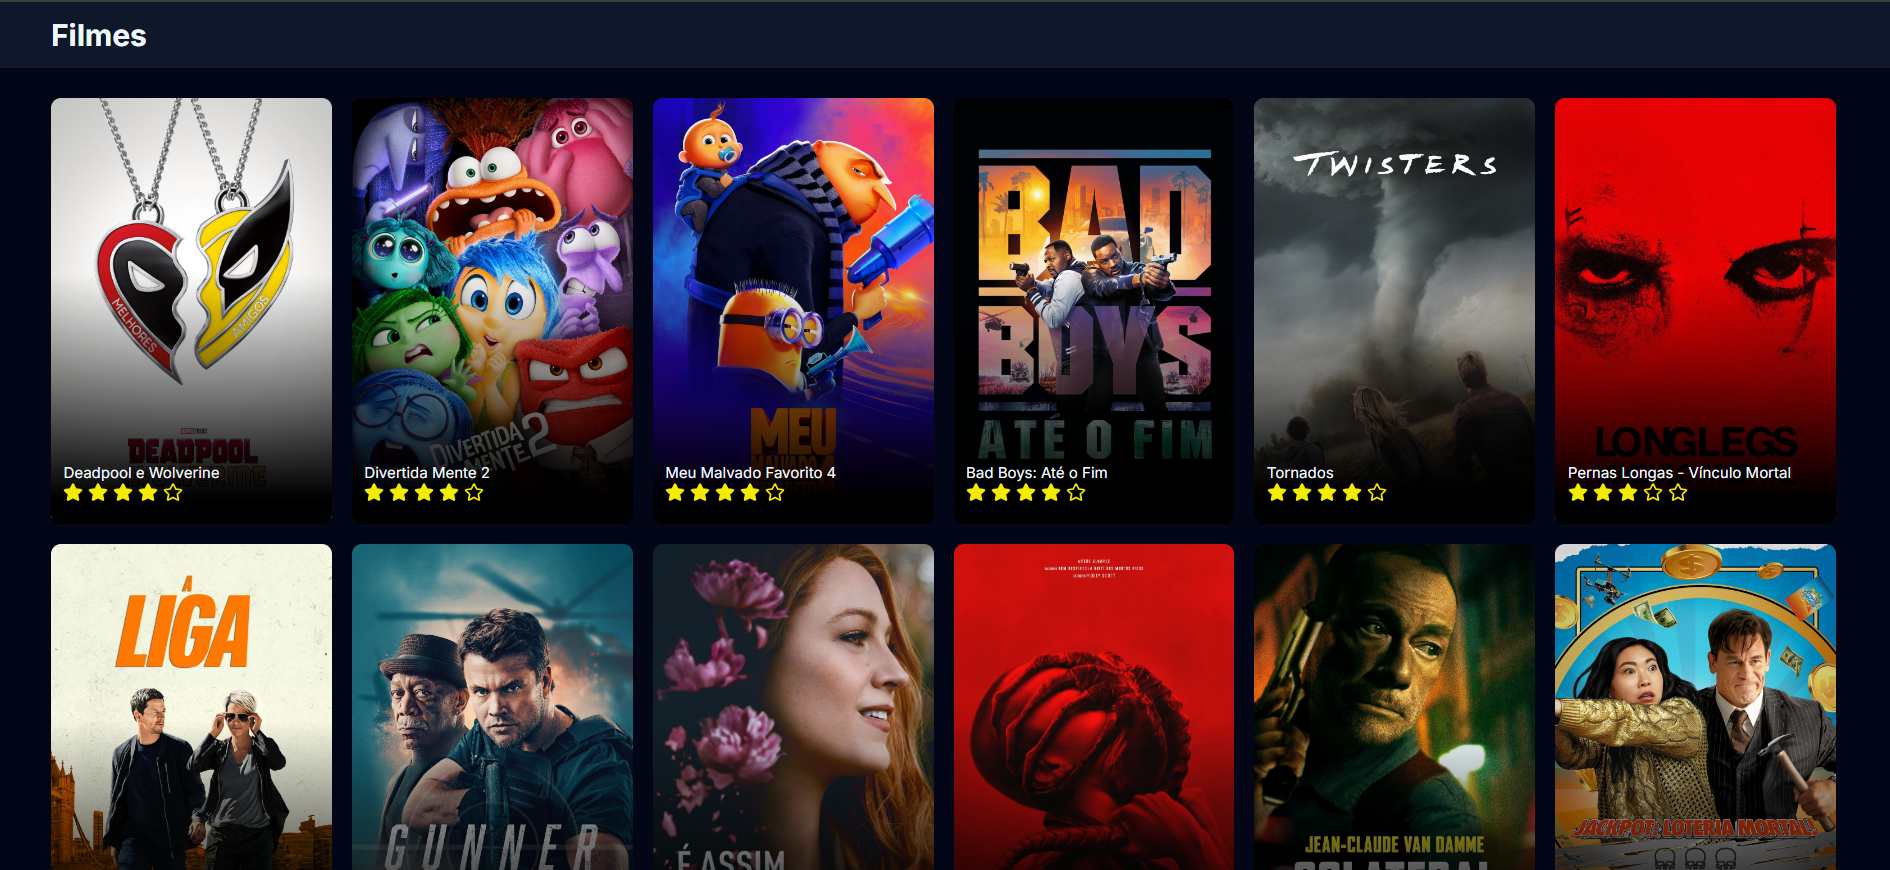 Filmes
MELHORES
AMIGOS
DEADPOOL
Deadpool e Wolverine
DIVERTIDA
MENTE 2
Divertida Mente 2
MEU
MALVADO
Meu Malvado Favorito 4
BAD
BOYS
ATÉ O FIM
Bad Boys: Até o Fim
TWISTERS
Tornados
LONGLEGS
Pernas Longas - Vínculo Mortal
A
LIGA
GUNNER
É ASSIM
JEAN-CLAUDE VAN DAMME
COLATERAL
JACKPOT: LOTERIA MORTAL!